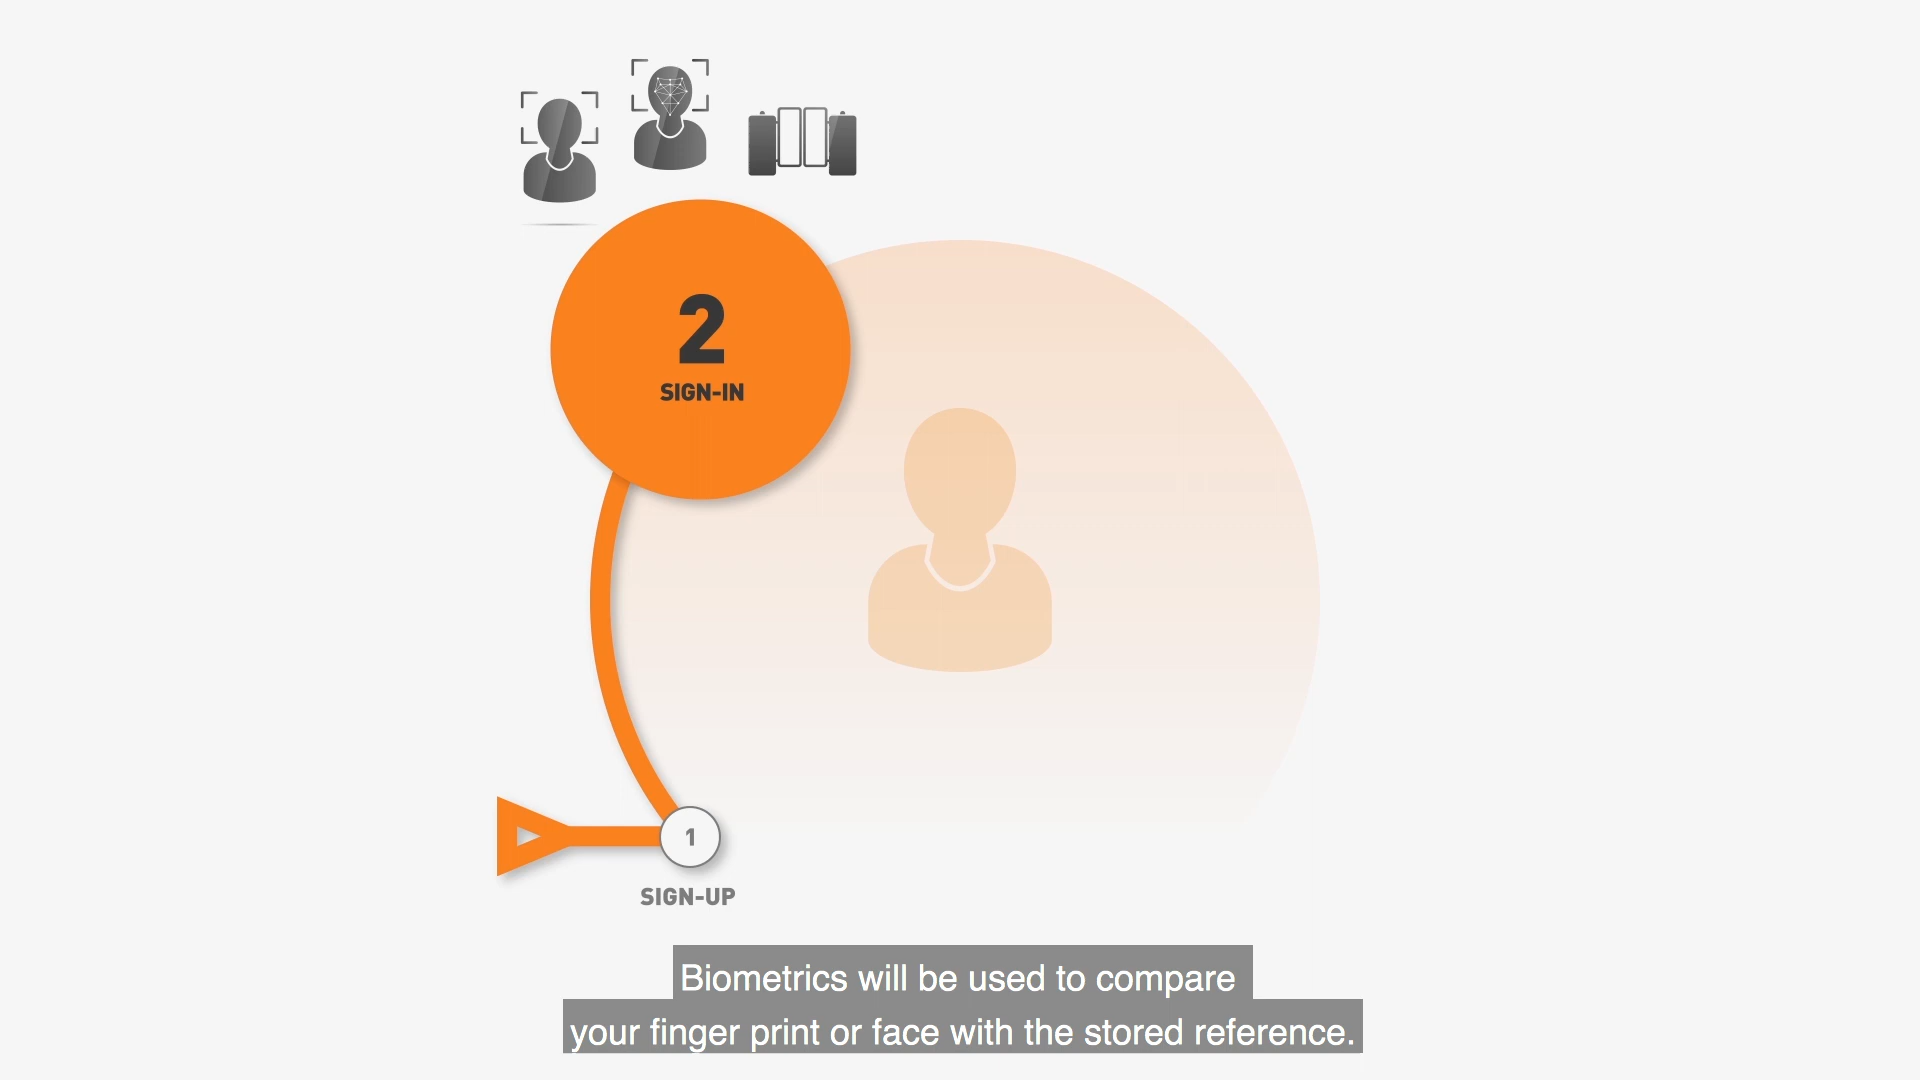 2
SIGN-IN
1
SIGN-UP
Biometrics will be used to compare
your finger print or face with the stored reference.